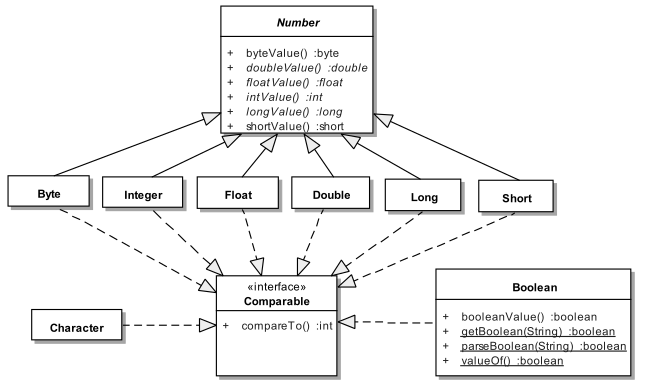 Number
+ byteValue() :byte
+ doubleValue() :double
+ floatValue() :float
+ intValue() :int
+ longValue() :long
+ shortValue() :short
Byte
Integer
Float
Double
Long
Short
«interface»
Comparable
+ compareTo() :int
Character
Boolean
+ booleanValue() :boolean
+ getBoolean(String) :boolean
+ parseBoolean(String) :boolean
+ valueOf() :boolean